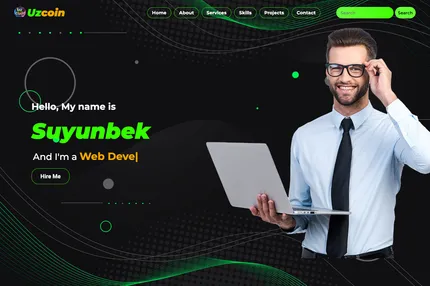 Uzcoin
Home
About
Services
Skills
Projects
Contact
Search
Search
Hello, My name is
Suyunbek
And I'm a Web Deve|
Hire Me